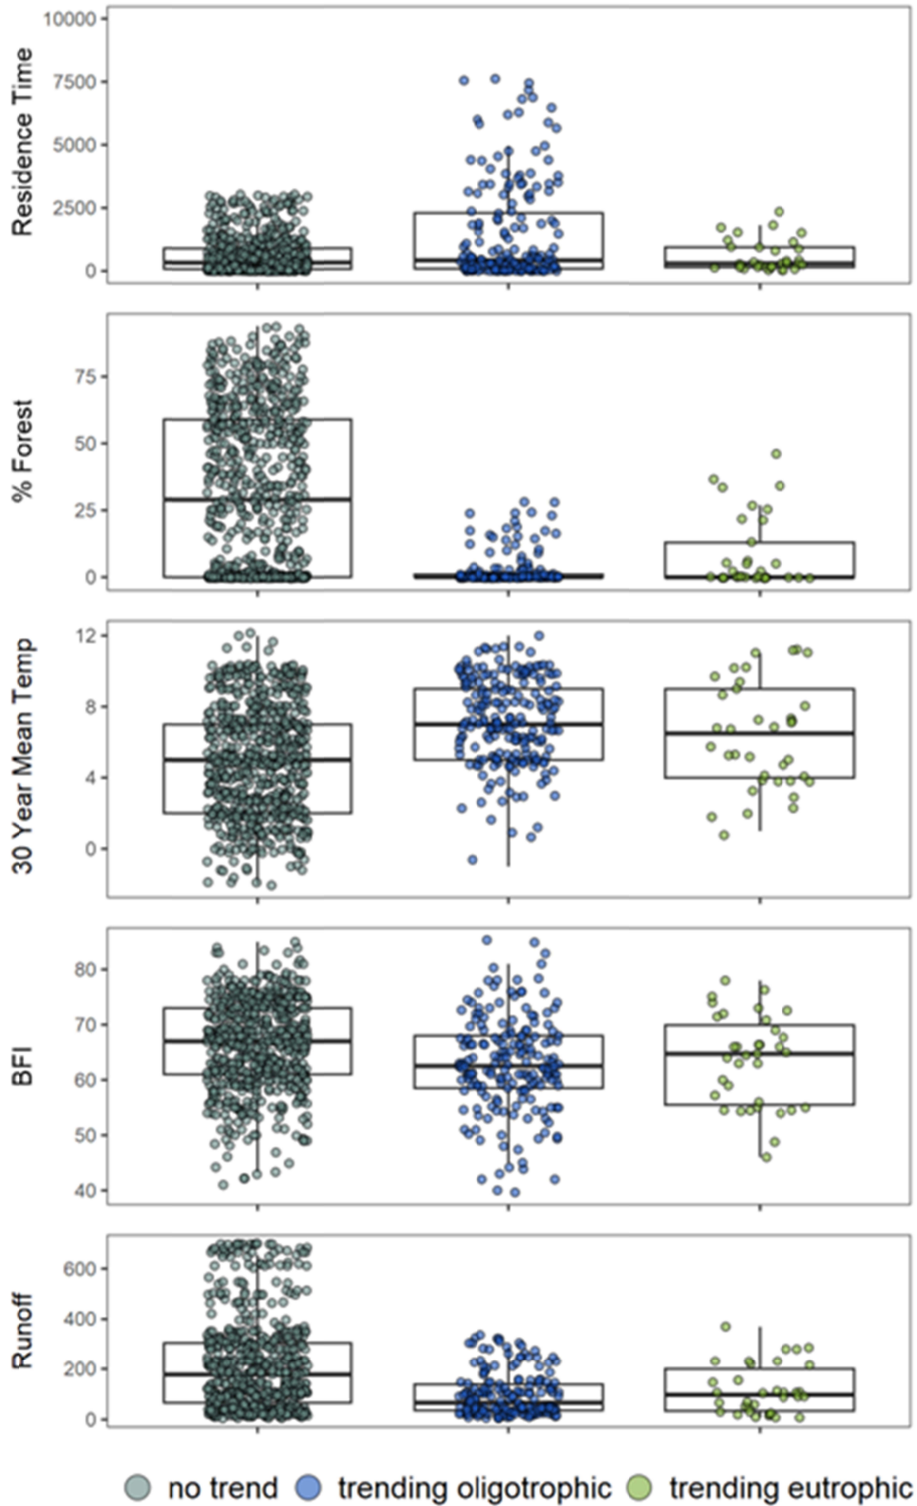 Residence Time
10000
7500
5000
2500
0
% Forest
75
50
25
0
30 Year Mean Temp
12
8
4
0
BFI
80
70
60
50
40
Runoff
600
400
200
0
no trend
trending oligotrophic
trending eutrophic